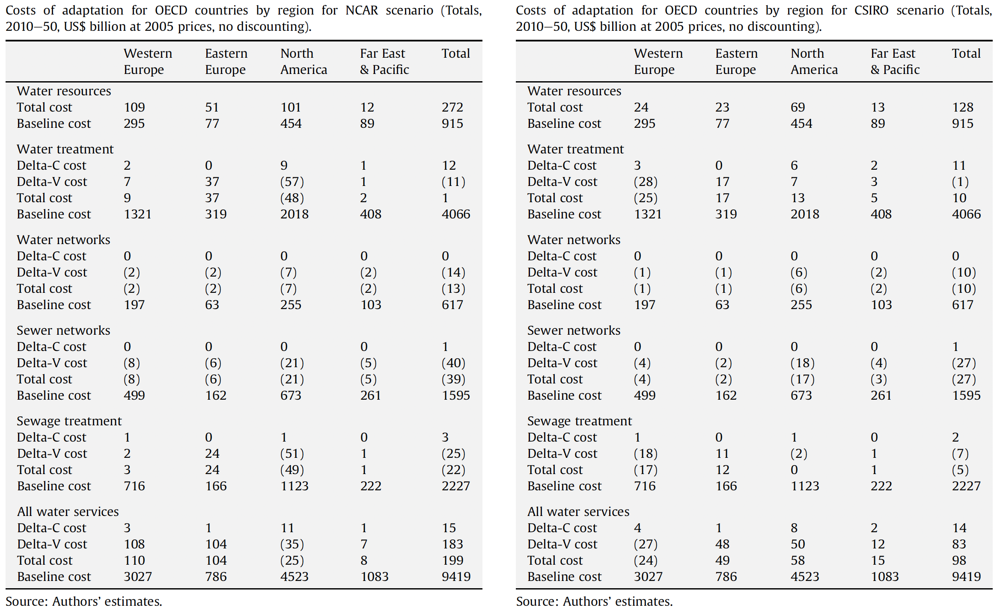 Costs of adaptation for OECD countries by region for NCAR scenario (Totals,
2010—50, US$ billion at 2005 prices, no discounting).
Western Europe Eastern Europe North America Far East & Pacific Total
Water resources
Total cost 109 51 101 12 272
Baseline cost 295 77 454 89 915
Water treatment
Delta-C cost 2 0 9 1 12
Delta-V cost 7 37 (57) 1 (11)
Total cost 9 37 (48) 2 1
Baseline cost 1321 319 2018 408 4066
Water networks
Delta-C cost 0 0 0 0 0
Delta-V cost (2) (2) (7) (2) (14)
Total cost (2) (2) (7) (2) (13)
Baseline cost 197 63 255 103 617
Sewer networks
Delta-C cost 0 0 0 0 1
Delta-V cost (8) (6) (21) (5) (40)
Total cost (8) (6) (21) (5) (39)
Baseline cost 499 162 673 261 1595
Sewage treatment
Delta-C cost 1 0 1 0 3
Delta-V cost 2 24 (51) 1 (25)
Total cost 3 24 (49) 1 (22)
Baseline cost 716 166 1123 222 2227
All water services
Delta-C cost 3 1 11 1 15
Delta-V cost 108 104 (35) 7 183
Total cost 110 104 (25) 8 199
Baseline cost 3027 786 4523 1083 9419
Source: Authors’ estimates.
Costs of adaptation for OECD countries by region for CSIRO scenario (Totals,
2010—50, US$ billion at 2005 prices, no discounting).
Western Europe Eastern Europe North America Far East & Pacific Total
Water resources
Total cost 24 23 69 13 128
Baseline cost 295 77 454 89 915
Water treatment
Delta-C cost 3 0 6 2 11
Delta-V cost (28) 17 7 3 (1)
Total cost (25) 17 13 5 10
Baseline cost 1321 319 2018 408 4066
Water networks
Delta-C cost 0 0 0 0 0
Delta-V cost (1) (1) (6) (2) (10)
Total cost (1) (1) (6) (2) (10)
Baseline cost 197 63 255 103 617
Sewer networks
Delta-C cost 0 0 0 0 1
Delta-V cost (4) (2) (18) (4) (27)
Total cost (4) (2) (17) (3) (27)
Baseline cost 499 162 673 261 1595
Sewage treatment
Delta-C cost 1 0 1 0 2
Delta-V cost (18) 11 (2) 1 (7)
Total cost (17) 12 0 1 (5)
Baseline cost 716 166 1123 222 2227
All water services
Delta-C cost 4 1 8 2 14
Delta-V cost (27) 48 50 12 83
Total cost (24) 49 58 15 98
Baseline cost 3027 786 4523 1083 9419
Source: Authors’ estimates.